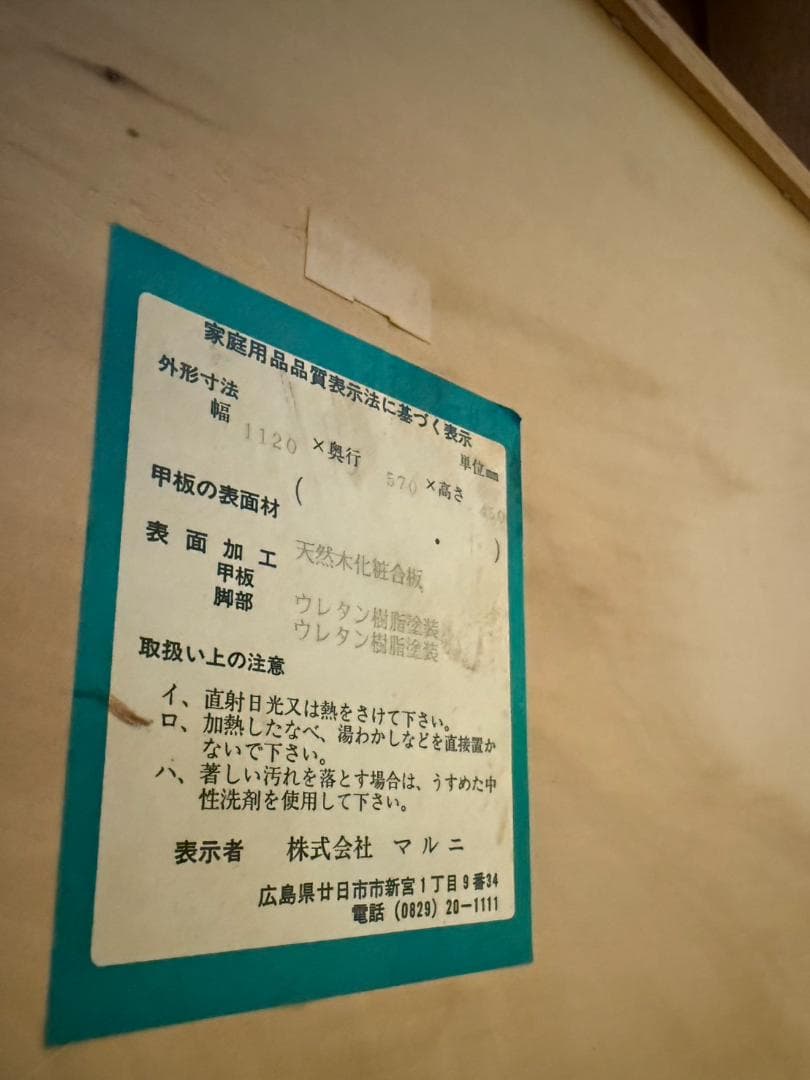 家庭用品品質表示法に基づく表示
外形寸法 単位mm
幅 1120 ×奥行 570 ×高さ
甲板の表面材 ( ・ )
天然木化粧合板
表面加工
甲板 ウレタン樹脂塗装
脚部 ウレタン樹脂塗装
取扱い上の注意
イ、直射日光又は熱をさけて下さい。
ロ、加熱したなべ、湯わかしなどを直接置か
ないで下さい。
ハ、著しい汚れを落とす場合は、うすめた中
性洗剤を使用して下さい。
表示者 株式会社 マルニ
広島県廿日市市新宮1丁目9番34
電話 (0829) 20-1111